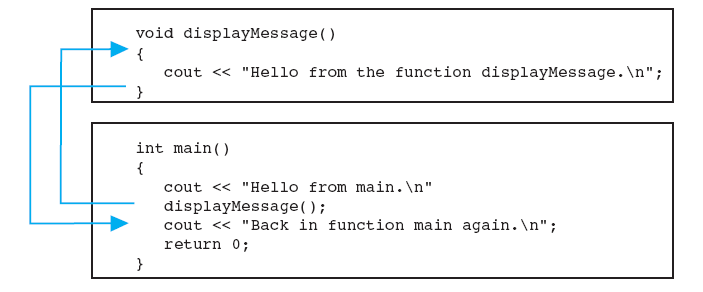 void displayMessage()
{
cout << "Hello from the function displayMessage.\n";
}
int main()
{
cout << "Hello from main.\n"
displayMessage();
cout << "Back in function main again.\n";
return 0;
}